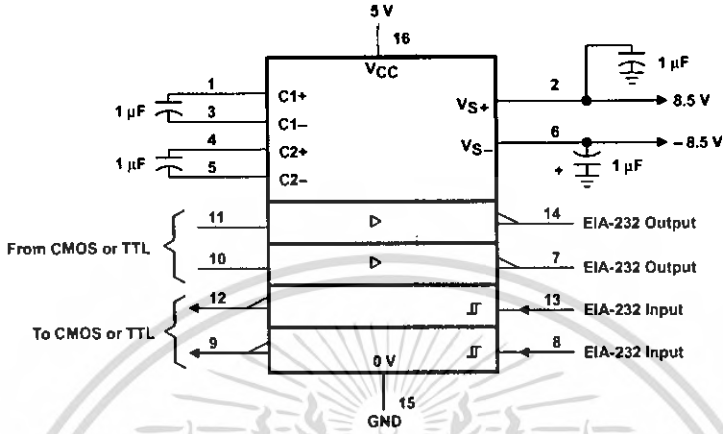 5 V
16
VCC
1 μF
1
C1+
2
VS+
8.5 V
1 μF
3
C1–
4
C2+
6
VS–
– 8.5 V
1 μF
5
C2–
+
1 μF
From CMOS or TTL
11
14
EIA-232 Output
10
7
EIA-232 Output
To CMOS or TTL
12
13
EIA-232 Input
9
8
EIA-232 Input
0 V
15
GND